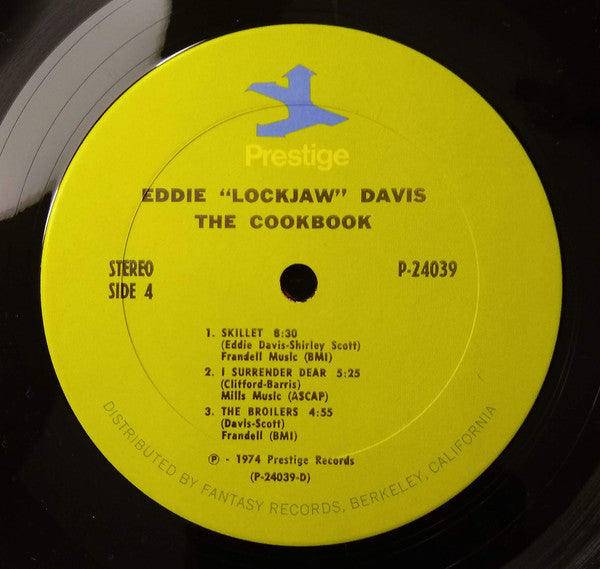 Prestige
EDDIE "LOCKJAW" DAVIS
THE COOKBOOK
STEREO
SIDE 4
P-24039
1. SKILLET 8:30
(Eddie Davis-Shirley Scott)
Frandell Music (BMI)
2. I SURRENDER DEAR 5:25
(Clifford-Barris)
Mills Music (ASCAP)
3. THE BROILERS 4:55
(Davis-Scott)
Frandell (BMI)
℗ - 1974 Prestige Records
(P-24039-D)
DISTRIBUTED BY FANTASY RECORDS, BERKELEY, CALIFORNIA